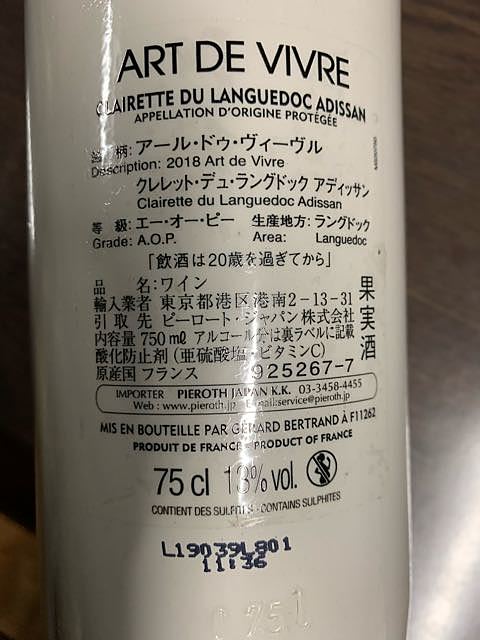 ART DE VIVRE
CLAIRETTE DU LANGUEDOC ADISSAN
APPELLATION D'ORIGINE PROTÉGÉE
銘 柄: アール・ドゥ・ヴィーヴル
Description: 2018 Art de Vivre
クレレット・デュ・ラングドック アディッサン
Clairette du Languedoc Adissan
等 級: エー・オー・ピー 生産地方: ラングドック
Grade: A.O.P. Area: Languedoc
「飲酒は20歳を過ぎてから」
品 名:ワイン
輸入業者 東京都港区港南2-13-31
引 取 先 ピーロート・ジャパン株式会社
内容量 750㎖ アルコール分は裏ラベルに記載
酸化防止剤(亜硫酸塩・ビタミンC)
原産国 フランス 925267-7
果実酒
IMPORTER PIEROTH JAPAN K.K. 03-3458-4455
Web : www.pieroth.jp E-mail:service@pieroth.jp
MIS EN BOUTEILLE PAR GÉRARD BERTRAND À F11262
PRODUIT DE FRANCE - PRODUCT OF FRANCE
75 cl 13% vol.
CONTIENT DES SULFITES - CONTAINS SULPHITES
L19039L801
11:36